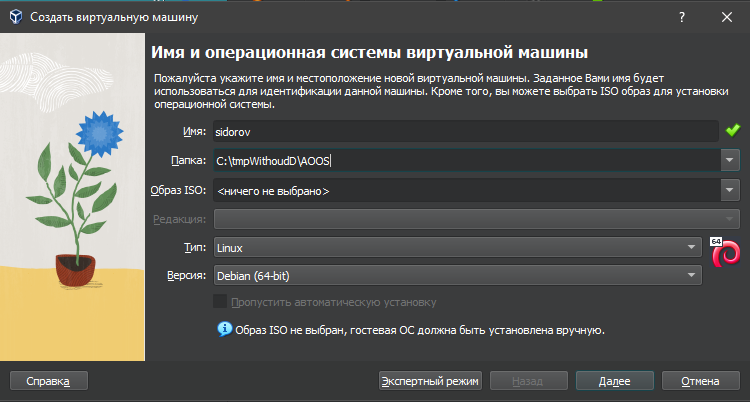 Создать виртуальную машину
?
Имя и операционная системы виртуальной машины
Пожалуйста укажите имя и местоположение новой виртуальной машины. Заданное Вами имя будет
использоваться для идентификации данной машины. Кроме того, вы можете выбрать ISO образ для установки
операционной системы.
Имя: sidorov
Папка: C:\tmpWithoudD\AOOS
Образ ISO: <ничего не выбрано>
Редакция:
Тип: Linux
64
Версия: Debian (64-bit)
Пропустить автоматическую установку
Образ ISO не выбран, гостевая ОС должна быть установлена вручную.
Справка Экспертный режим Назад Далее Отмена